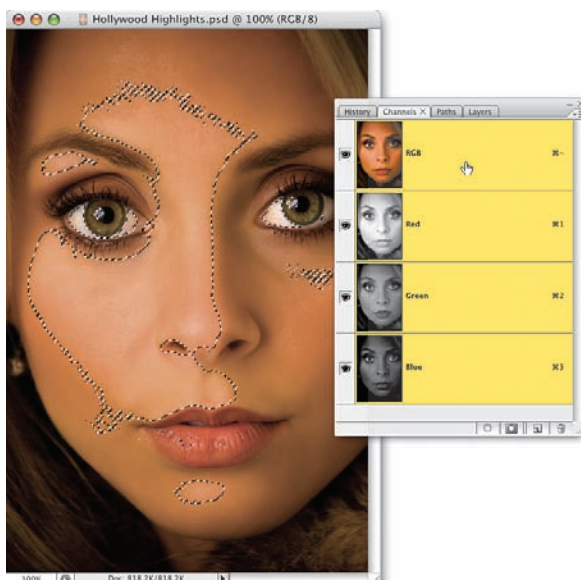 Hollywood Highlights.psd @ 100% (RGB/8)
History Channels X Paths Layers
RGB ⌘~
Red ⌘1
Green ⌘2
Blue ⌘3
100% Doc: 818.2K/818.2K